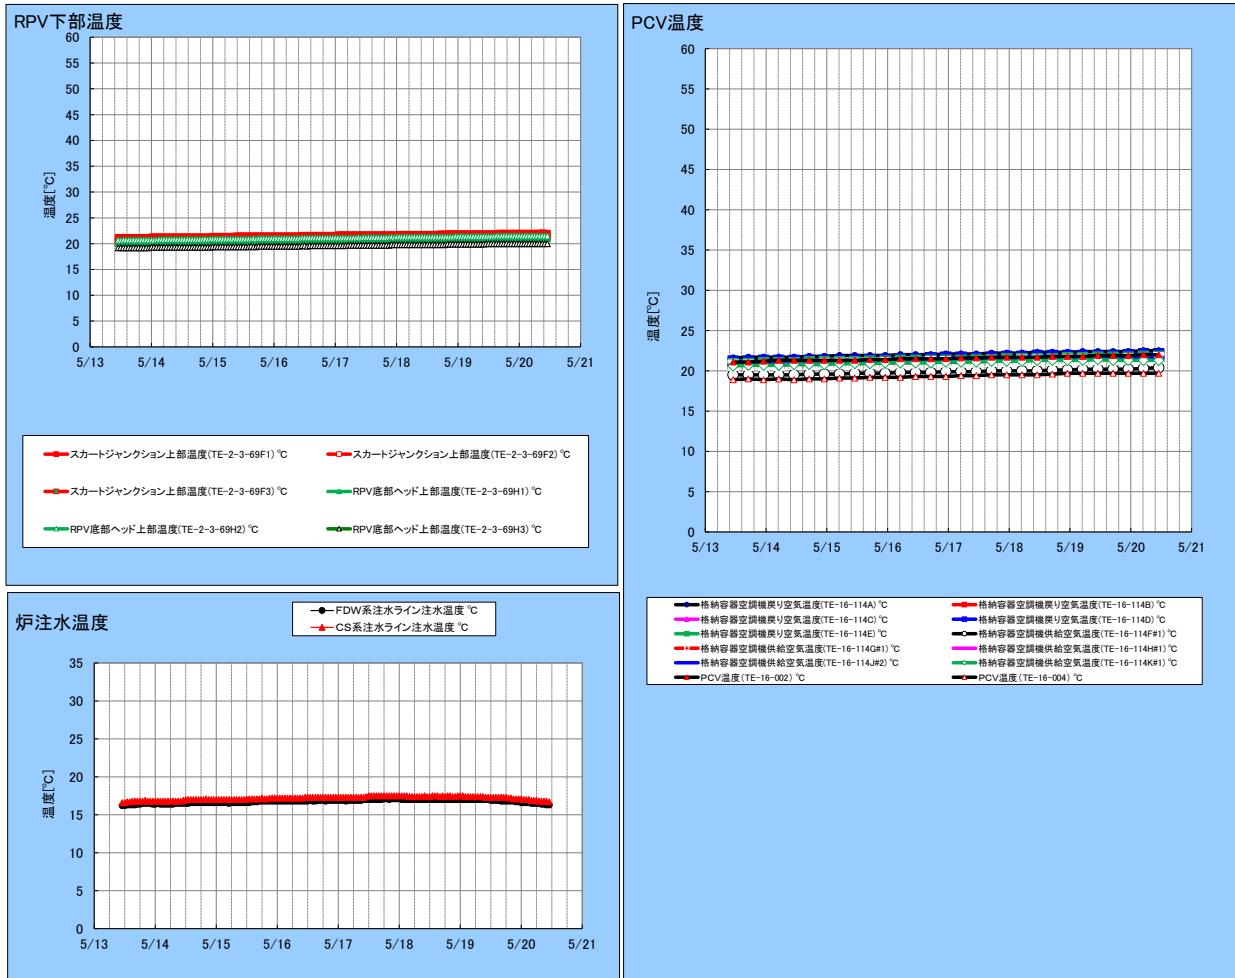 RPV下部温度
60
55
50
45
40
35
30
25
20
15
10
5
0
温度[℃]
5/13 5/14 5/15 5/16 5/17 5/18 5/19 5/20 5/21
スカートジャンクション上部温度(TE-2-3-69F1) ℃ スカートジャンクション上部温度(TE-2-3-69F2) ℃
スカートジャンクション上部温度(TE-2-3-69F3) ℃ RPV底部ヘッド上部温度(TE-2-3-69H1) ℃
RPV底部ヘッド上部温度(TE-2-3-69H2) ℃ RPV底部ヘッド上部温度(TE-2-3-69H3) ℃
炉注水温度
FDW系注水ライン注水温度 ℃
CS系注水ライン注水温度 ℃
35
30
25
20
15
10
5
0
温度[℃]
5/13 5/14 5/15 5/16 5/17 5/18 5/19 5/20 5/21
PCV温度
60
55
50
45
40
35
30
25
20
15
10
5
0
温度[℃]
5/13 5/14 5/15 5/16 5/17 5/18 5/19 5/20 5/21
格納容器空調機戻り空気温度(TE-16-114A) ℃ 格納容器空調機戻り空気温度(TE-16-114B) ℃
格納容器空調機戻り空気温度(TE-16-114C) ℃ 格納容器空調機戻り空気温度(TE-16-114D) ℃
格納容器空調機戻り空気温度(TE-16-114E) ℃ 格納容器空調機供給空気温度(TE-16-114F#1) ℃
格納容器空調機供給空気温度(TE-16-114G#1) ℃ 格納容器空調機供給空気温度(TE-16-114H#1) ℃
格納容器空調機供給空気温度(TE-16-114J#2) ℃ 格納容器空調機供給空気温度(TE-16-114K#1) ℃
PCV温度(TE-16-002) ℃ PCV温度(TE-16-004) ℃